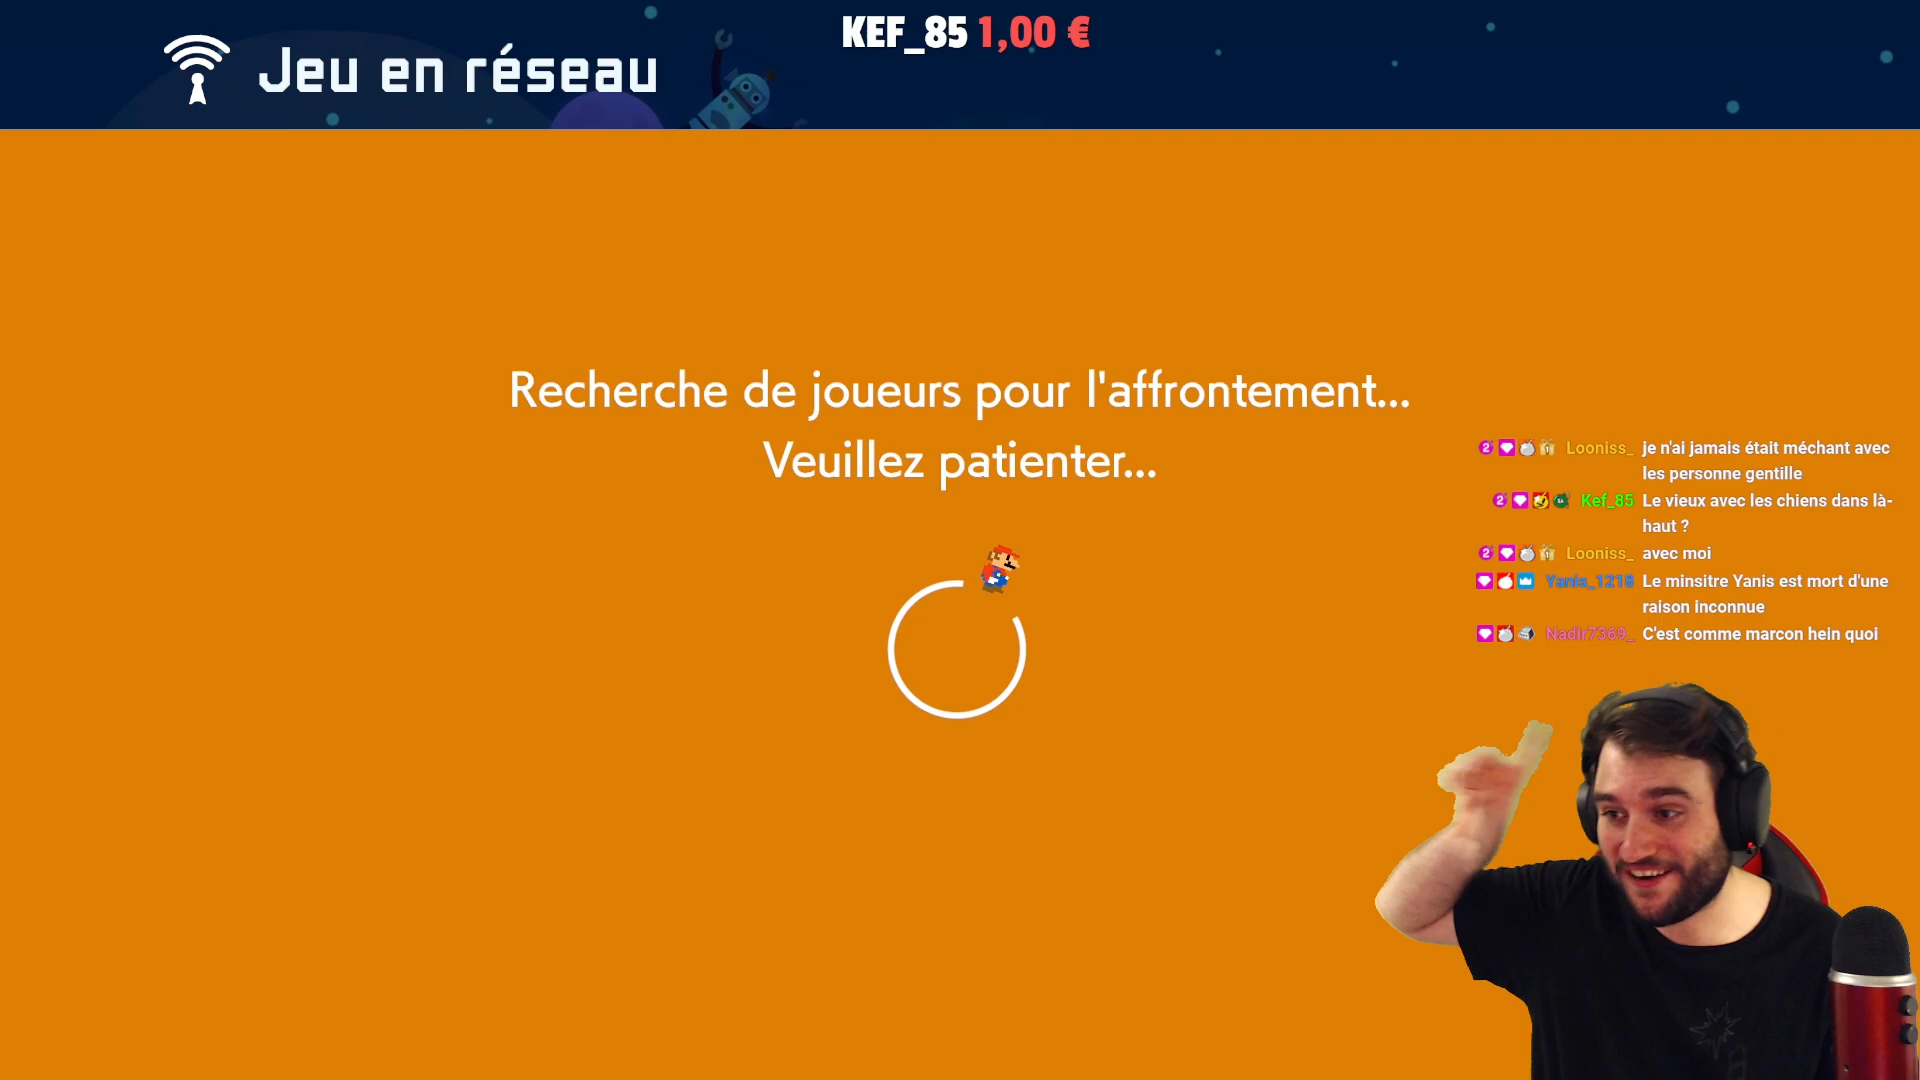 KEF_85 1,00 €
Jeu en réseau
Recherche de joueurs pour l'affrontement...
Veuillez patienter...
Looniss_ je n'ai jamais était méchant avec
les personne gentille
Kef_85 Le vieux avec les chiens dans là-
haut ?
Looniss_ avec moi
Yanis_1218 Le minsitre Yanis est mort d'une
raison inconnue
Nadir7369_ C'est comme marcon hein quoi